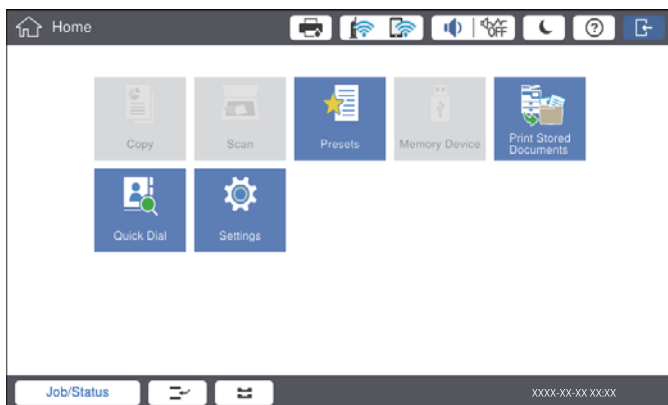 Home
OFF
?
Copy
Scan
Presets
Memory Device
Print Stored
Documents
Quick Dial
Settings
Job/Status
XXXX-XX-XX XX:XX